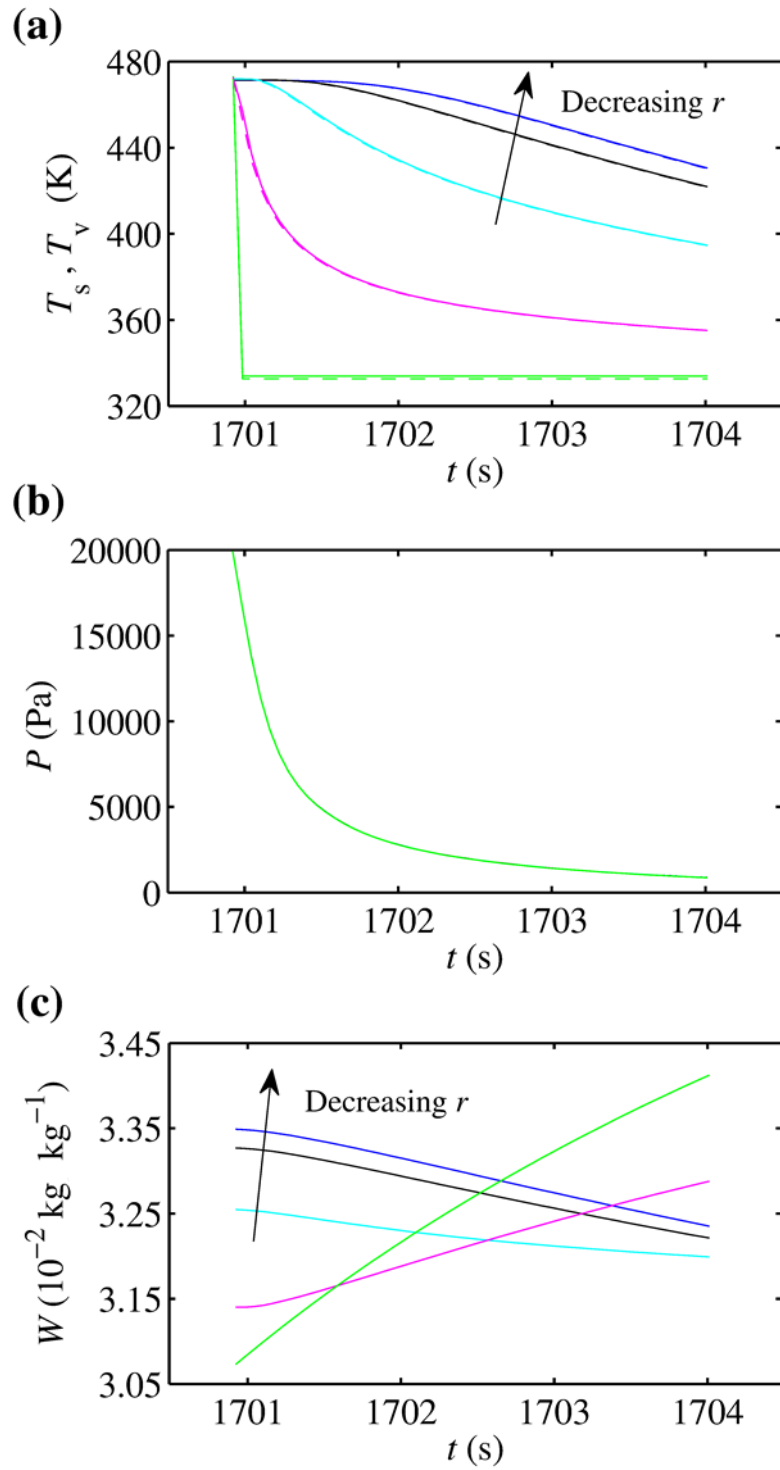 (a)
480
440
400
360
320
T_s , T_v (K)
Decreasing r
1701 1702 1703 1704
t (s)
(b)
20000
15000
10000
5000
0
P (Pa)
1701 1702 1703 1704
t (s)
(c)
3.45
3.35
3.25
3.15
3.05
W (10⁻² kg kg⁻¹)
Decreasing r
1701 1702 1703 1704
t (s)